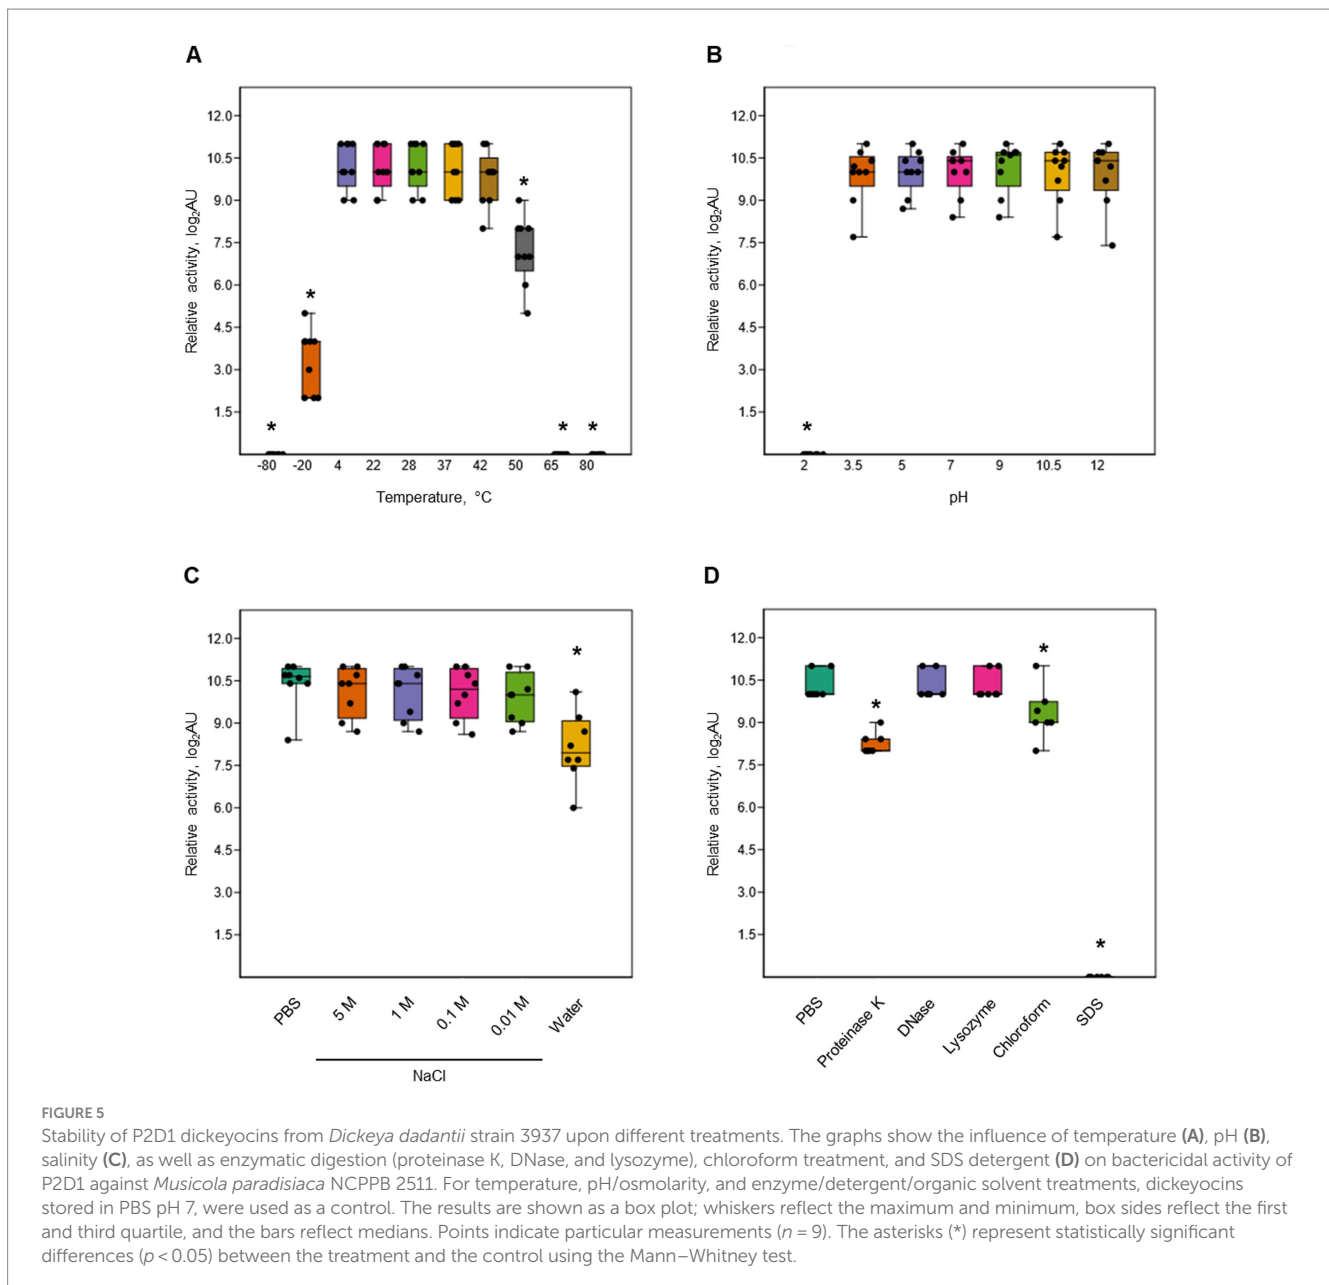 A
B
Relative activity, log₂AU
12.0
10.5
9.0
7.5
6.0
4.5
3.0
1.5
*
*
*
*
*
-80 -20 4 22 28 37 42 50 65 80
Temperature, °C
Relative activity, log₂AU
12.0
10.5
9.0
7.5
6.0
4.5
3.0
1.5
*
2 3.5 5 7 9 10.5 12
pH
C
D
Relative activity, log₂AU
12.0
10.5
9.0
7.5
6.0
4.5
3.0
1.5
*
PBS 5 M 1 M 0.1 M 0.01 M Water
NaCl
Relative activity, log₂AU
12.0
10.5
9.0
7.5
6.0
4.5
3.0
1.5
*
*
*
PBS Proteinase K DNase Lysozyme Chloroform SDS
FIGURE 5
Stability of P2D1 dickeyocins from Dickeya dadantii strain 3937 upon different treatments. The graphs show the influence of temperature (A), pH (B),
salinity (C), as well as enzymatic digestion (proteinase K, DNase, and lysozyme), chloroform treatment, and SDS detergent (D) on bactericidal activity of
P2D1 against Musicola paradisiaca NCPPB 2511. For temperature, pH/osmolarity, and enzyme/detergent/organic solvent treatments, dickeyocins
stored in PBS pH 7, were used as a control. The results are shown as a box plot; whiskers reflect the maximum and minimum, box sides reflect the first
and third quartile, and the bars reflect medians. Points indicate particular measurements (n = 9). The asterisks (*) represent statistically significant
differences (p < 0.05) between the treatment and the control using the Mann–Whitney test.